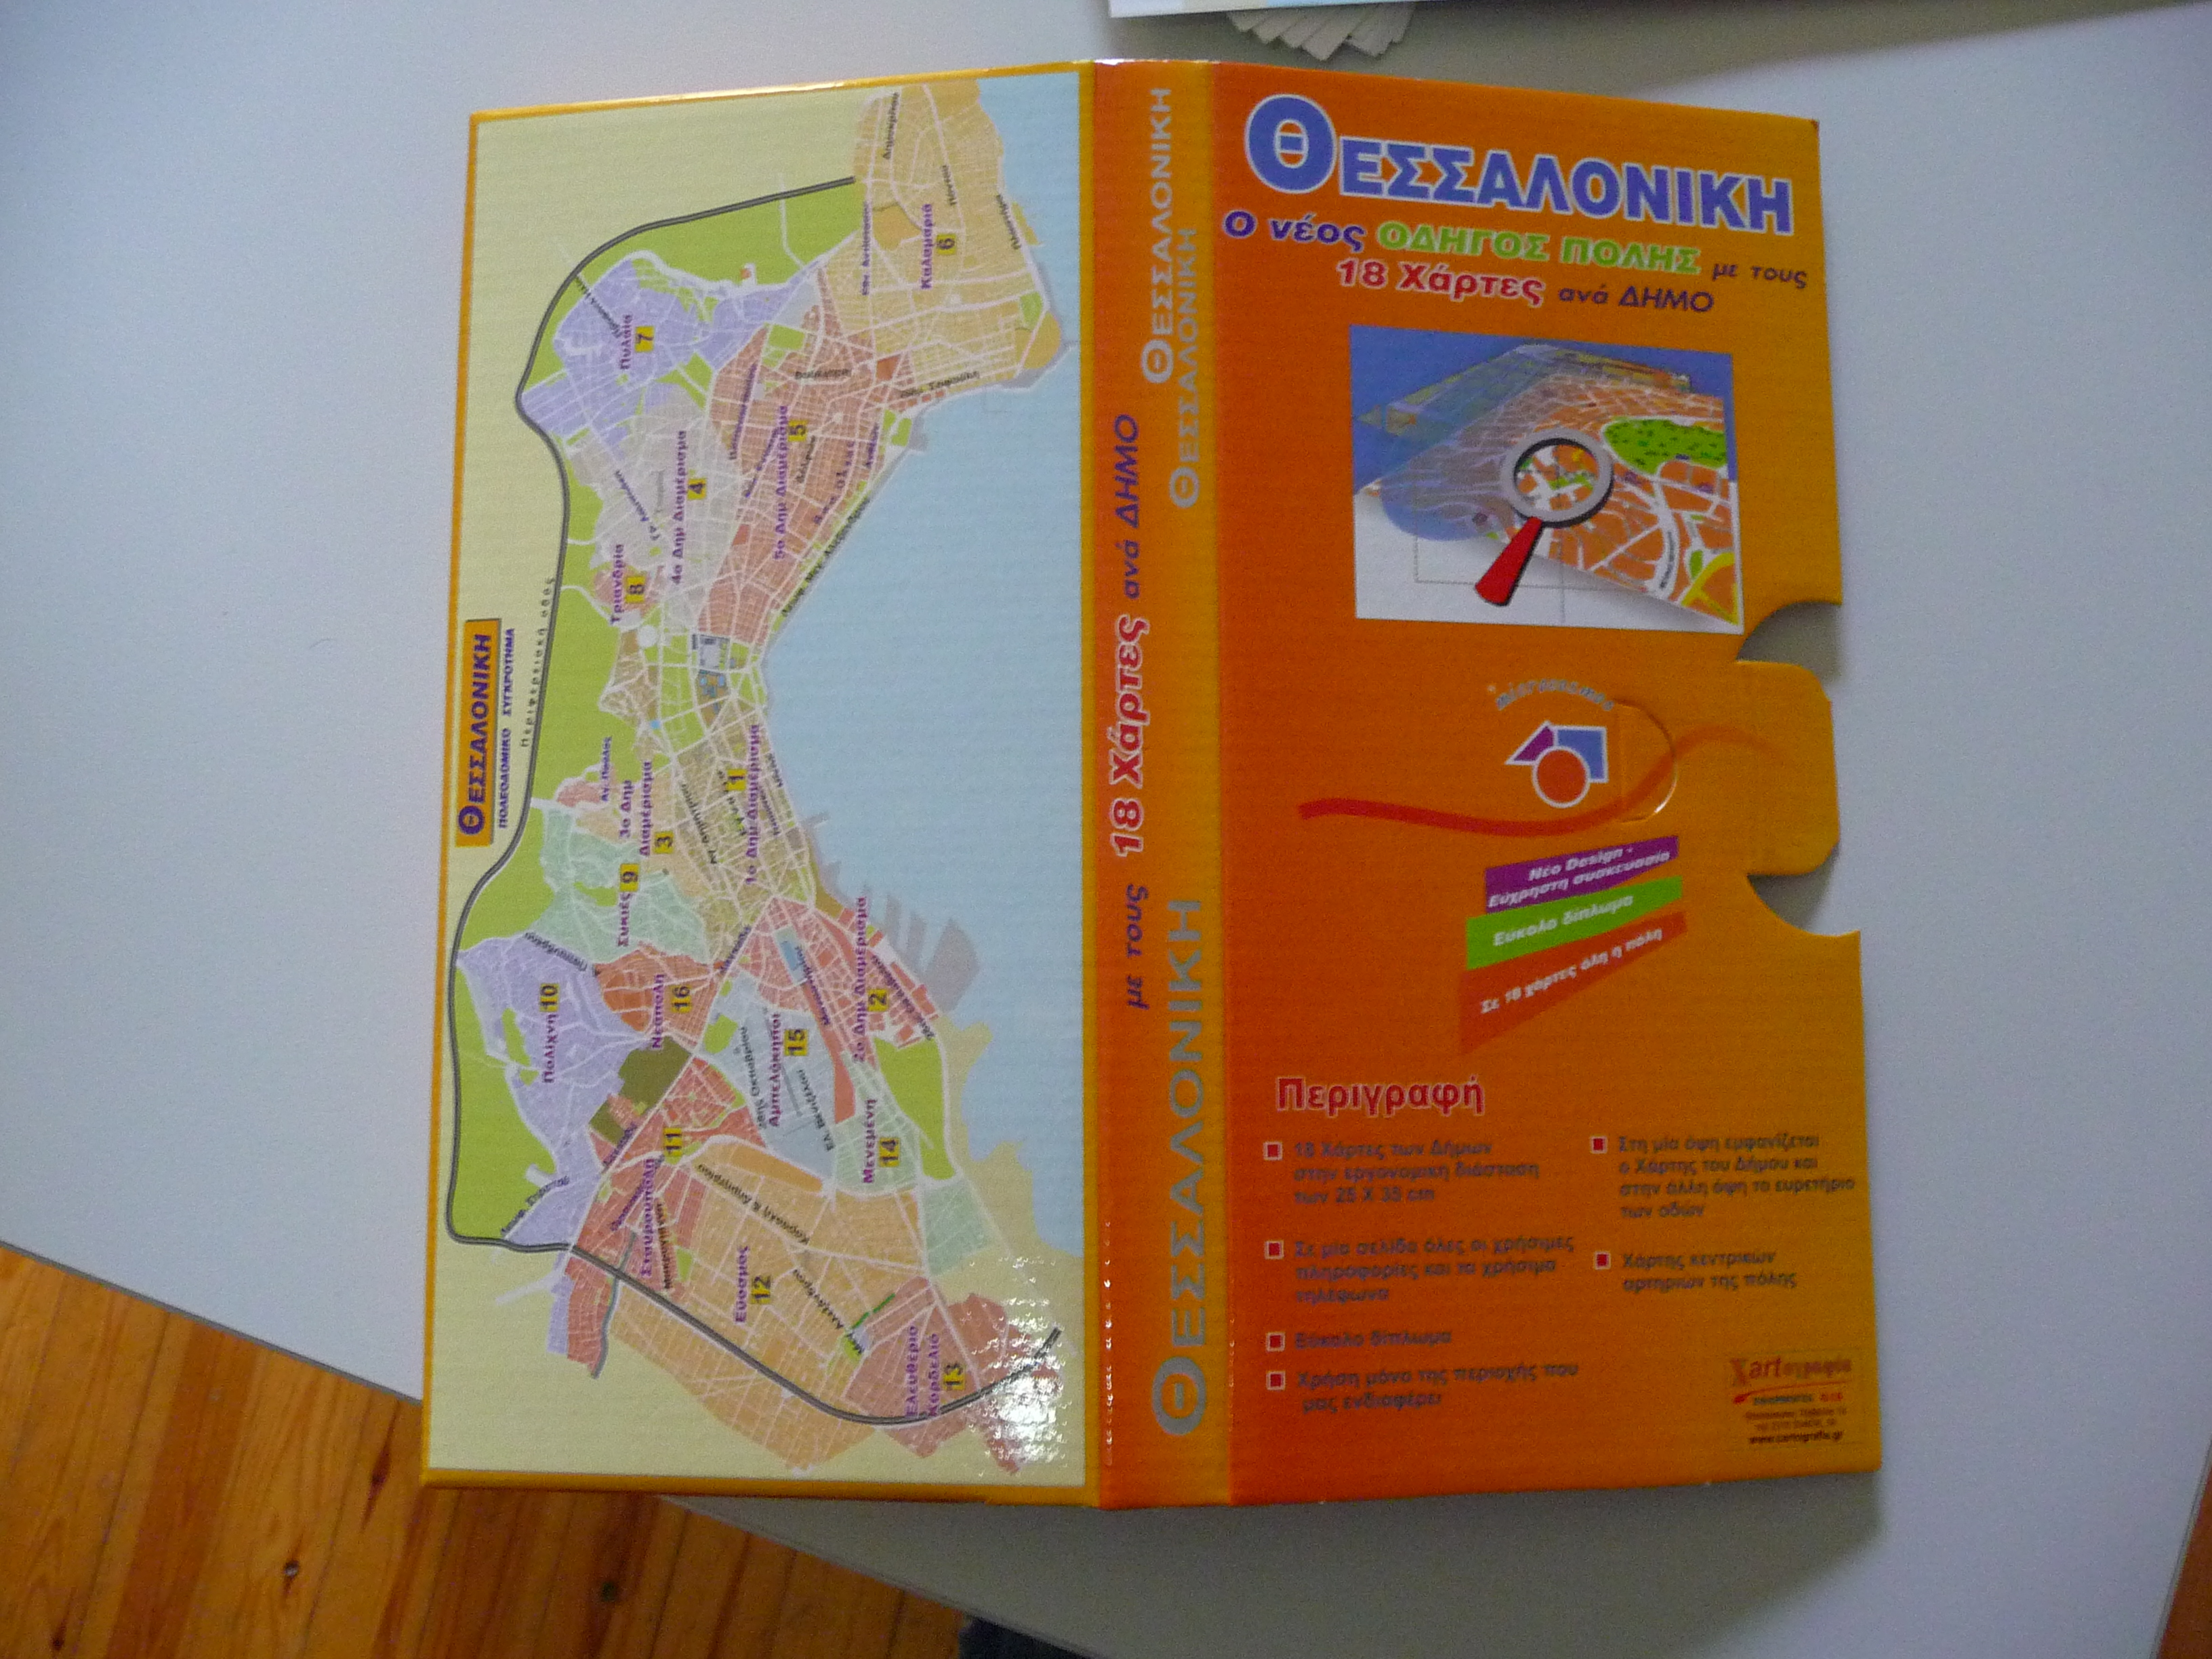 ΘΕΣΣΑΛΟΝΙΚΗ
Ο νέος ΟΔΗΓΟΣ ΠΟΛΗΣ με τους
18 Χάρτες ανά ΔΗΜΟ
Νέο Design -
Εύχρηστη συσκευασία
Εύκολο δίπλωμα
Σε 18 χάρτες όλη η πόλη
Περιγραφή
18 Χάρτες των Δήμων
στην εργονομική διάσταση
των 25 Χ 35 cm
Σε μία σελίδα όλες οι χρήσιμες
πληροφορίες και τα χρήσιμα
τηλέφωνα
Εύκολο δίπλωμα
Χρήση μόνο της περιοχής που
μας ενδιαφέρει
Στη μία όψη εμφανίζεται
ο Χάρτης του Δήμου και
στην άλλη όψη το ευρετήριο
των οδών
Χάρτης κεντρικών
αρτηριών της πόλης
Χartογραφία
www.cartografia.gr
ΘΕΣΣΑΛΟΝΙΚΗ
ΘΕΣΣΑΛΟΝΙΚΗ
ΘΕΣΣΑΛΟΝΙΚΗ
με τους 18 Χάρτες ανά ΔΗΜΟ
ΘΕΣΣΑΛΟΝΙΚΗ
ΠΟΛΕΟΔΟΜΙΚΟ ΣΥΓΚΡΟΤΗΜΑ
Περιφερειακή οδός
Πυλαία
7
Καλαμαριά
6
4ο Δημ Διαμέρισμα
4
5ο Δημ Διαμέρισμα
5
Τριανδρία
8
3ο Δημ
Διαμέρισμα
3
1
1ο Δημ Διαμέρισμα
Συκιές 9
Πολίχνη 10
Νεάπολη
16
2ο Δημ Διαμέρισμα
2
Αμπελόκηποι
15
Μενεμένη
14
11
Σταυρούπολη
Εύοσμος
12
Ελευθέριο
Κορδελιό
13